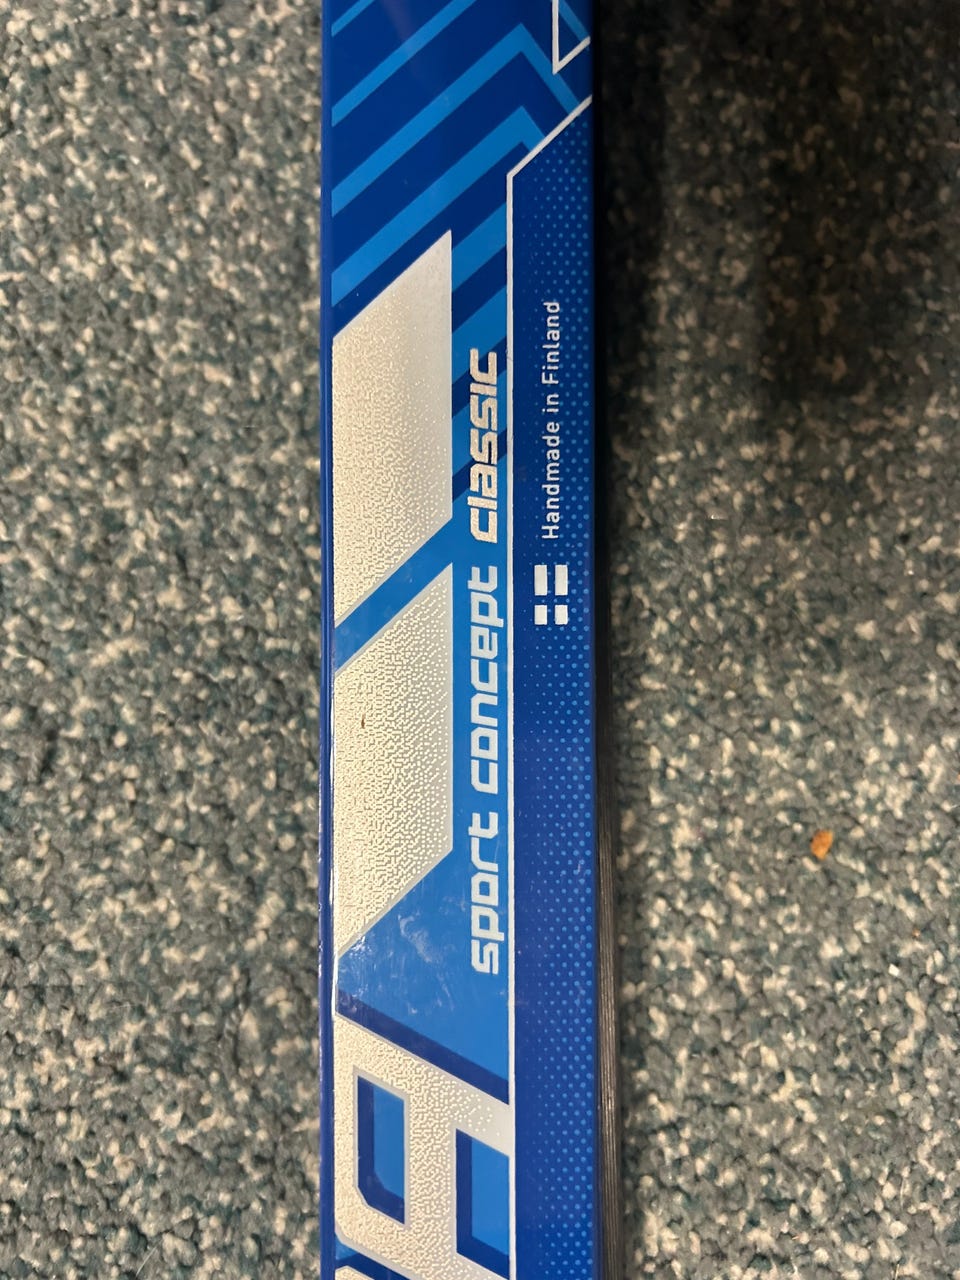 sport concept classic
Handmade in Finland